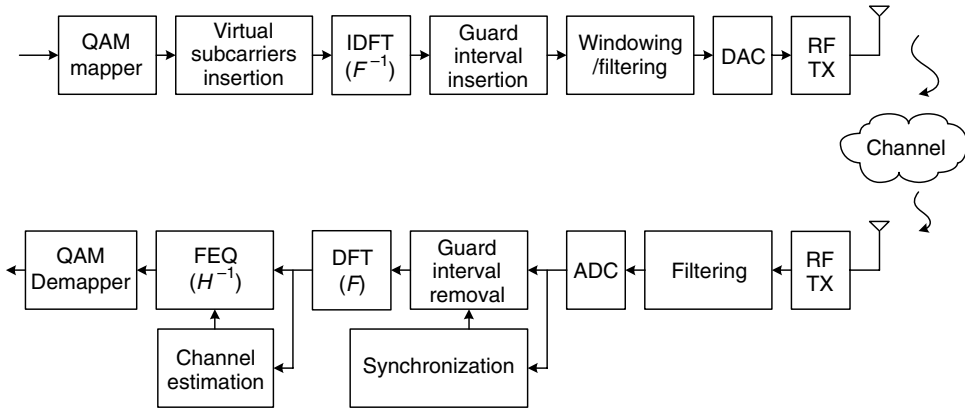 QAM
mapper
Virtual
subcarriers
insertion
IDFT
(F⁻¹)
Guard
interval
insertion
Windowing
/filtering
DAC
RF
TX
Channel
QAM
Demapper
FEQ
(H⁻¹)
DFT
(F)
Guard
interval
removal
ADC
Filtering
RF
TX
Channel
estimation
Synchronization